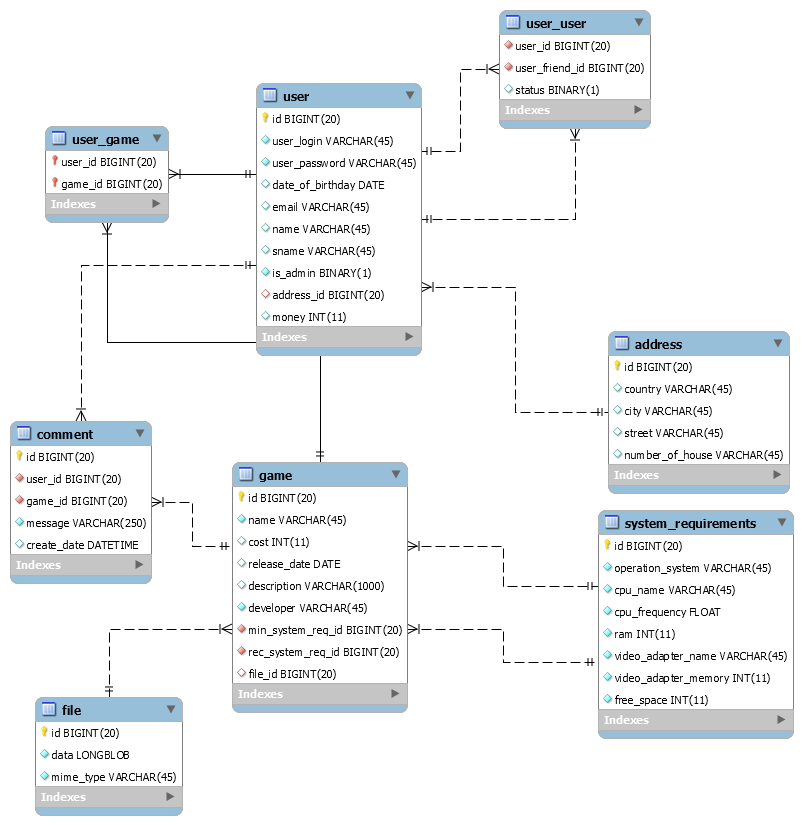 user_user
user_id BIGINT(20)
user_friend_id BIGINT(20)
status BINARY(1)
Indexes
user
id BIGINT(20)
user_login VARCHAR(45)
user_password VARCHAR(45)
date_of_birthday DATE
email VARCHAR(45)
name VARCHAR(45)
sname VARCHAR(45)
is_admin BINARY(1)
address_id BIGINT(20)
money INT(11)
Indexes
user_game
user_id BIGINT(20)
game_id BIGINT(20)
Indexes
address
id BIGINT(20)
country VARCHAR(45)
city VARCHAR(45)
street VARCHAR(45)
number_of_house VARCHAR(45)
Indexes
comment
id BIGINT(20)
user_id BIGINT(20)
game_id BIGINT(20)
message VARCHAR(250)
create_date DATETIME
Indexes
game
id BIGINT(20)
name VARCHAR(45)
cost INT(11)
release_date DATE
description VARCHAR(1000)
developer VARCHAR(45)
min_system_req_id BIGINT(20)
rec_system_req_id BIGINT(20)
file_id BIGINT(20)
Indexes
system_requirements
id BIGINT(20)
operation_system VARCHAR(45)
cpu_name VARCHAR(45)
cpu_frequency FLOAT
ram INT(11)
video_adapter_name VARCHAR(45)
video_adapter_memory INT(11)
free_space INT(11)
Indexes
file
id BIGINT(20)
data LONGBLOB
mime_type VARCHAR(45)
Indexes